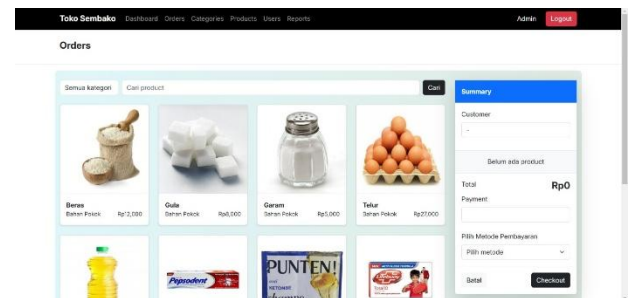 Toko Sembako Dashboard Orders Categories Products Users Reports Admin Logout
Orders
Semua kategori Cari product Cari
Summary
Customer
-
Belum ada product
Total Rp0
Payment
Pilih Metode Pembayaran
Pilih metode
Batal Checkout
Beras
Bahan Pokok Rp12,000
Gula
Bahan Pokok Rp8,000
Garam
Bahan Pokok Rp5,000
Telur
Bahan Pokok Rp27,000
Pepsodent
PUNTEN!